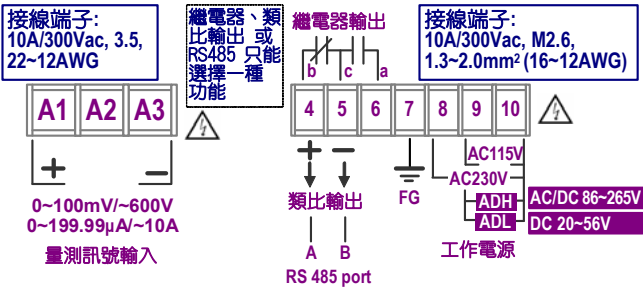 接線端子:
10A/300Vac, 3.5,
22~12AWG
繼電器、類
比輸出 或
RS485 只能
選擇一種
功能
繼電器輸出
b c a
接線端子:
10A/300Vac, M2.6,
1.3~2.0mm² (16~12AWG)
A1 A2 A3
4 5 6 7 8 9 10
+ −
0~100mV/~600V
0~199.99μA/~10A
量測訊號輸入
+ −
類比輸出
A B
RS 485 port
FG
AC115V
AC230V
ADH AC/DC 86~265V
ADL DC 20~56V
工作電源